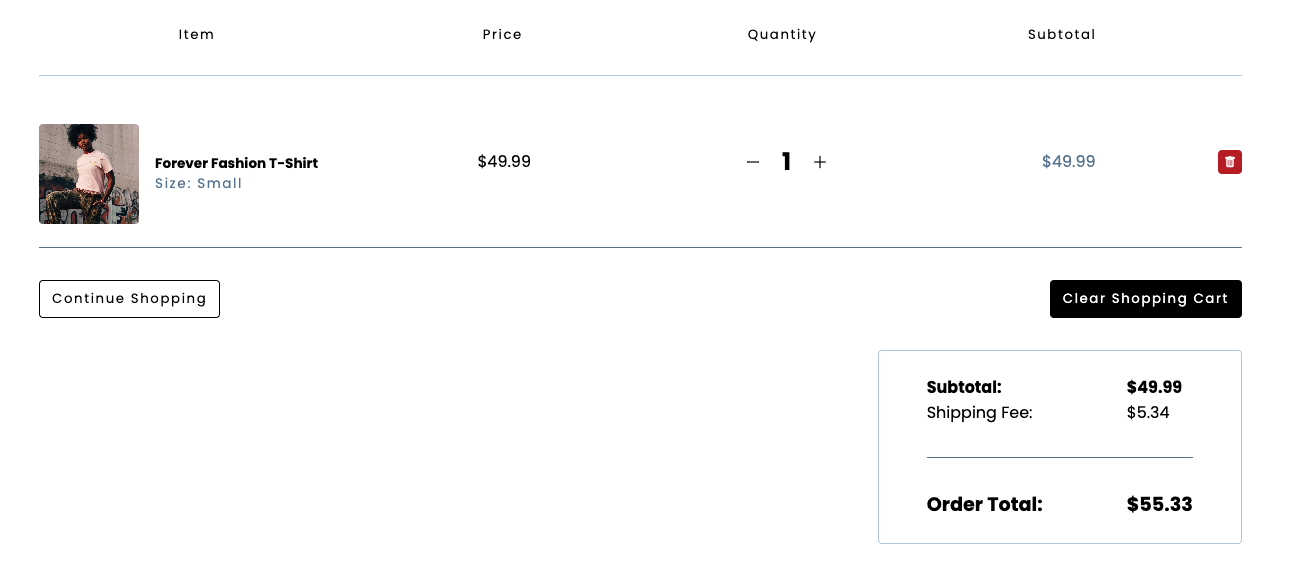 Item Price Quantity Subtotal
Forever Fashion T-Shirt
Size: Small
$49.99 − 1 + $49.99
Continue Shopping
Clear Shopping Cart
Subtotal: $49.99
Shipping Fee: $5.34
Order Total: $55.33